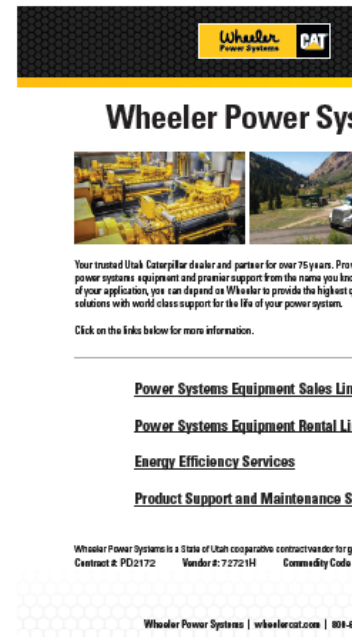 Wheeler
Power Systems
CAT
Wheeler Power Sys
Your trusted Utah Caterpillar dealer and partner for over 75 years. Prov
power systems equipment and premier support from the name you kno
of your application, you can depend on Wheeler to provide the highest q
solutions with world class support for the life of your power system.
Click on the links below for more information.
Power Systems Equipment Sales Lin
Power Systems Equipment Rental Li
Energy Efficiency Services
Product Support and Maintenance S
Wheeler Power Systems is a State of Utah cooperative contract vendor for g
Contract #: PD2172 Vendor #: 72721H Commodity Code
Wheeler Power Systems | wheelercat.com | 800-6